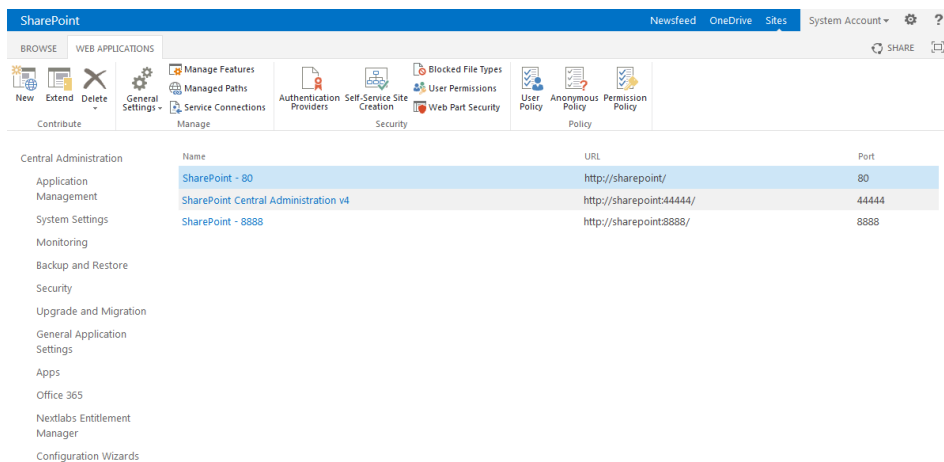 SharePoint
Newsfeed OneDrive Sites System Account ?
BROWSE WEB APPLICATIONS
SHARE
New
Extend
Delete
Contribute
General
Settings
Manage Features
Managed Paths
Service Connections
Manage
Authentication
Providers
Self-Service Site
Creation
Blocked File Types
User Permissions
Web Part Security
Security
User
Policy
Anonymous
Policy
Permission
Policy
Policy
Central Administration
Application
Management
System Settings
Monitoring
Backup and Restore
Security
Upgrade and Migration
General Application
Settings
Apps
Office 365
Nextlabs Entitlement
Manager
Configuration Wizards
Name URL Port
SharePoint - 80 http://sharepoint/ 80
SharePoint Central Administration v4 http://sharepoint:44444/ 44444
SharePoint - 8888 http://sharepoint:8888/ 8888